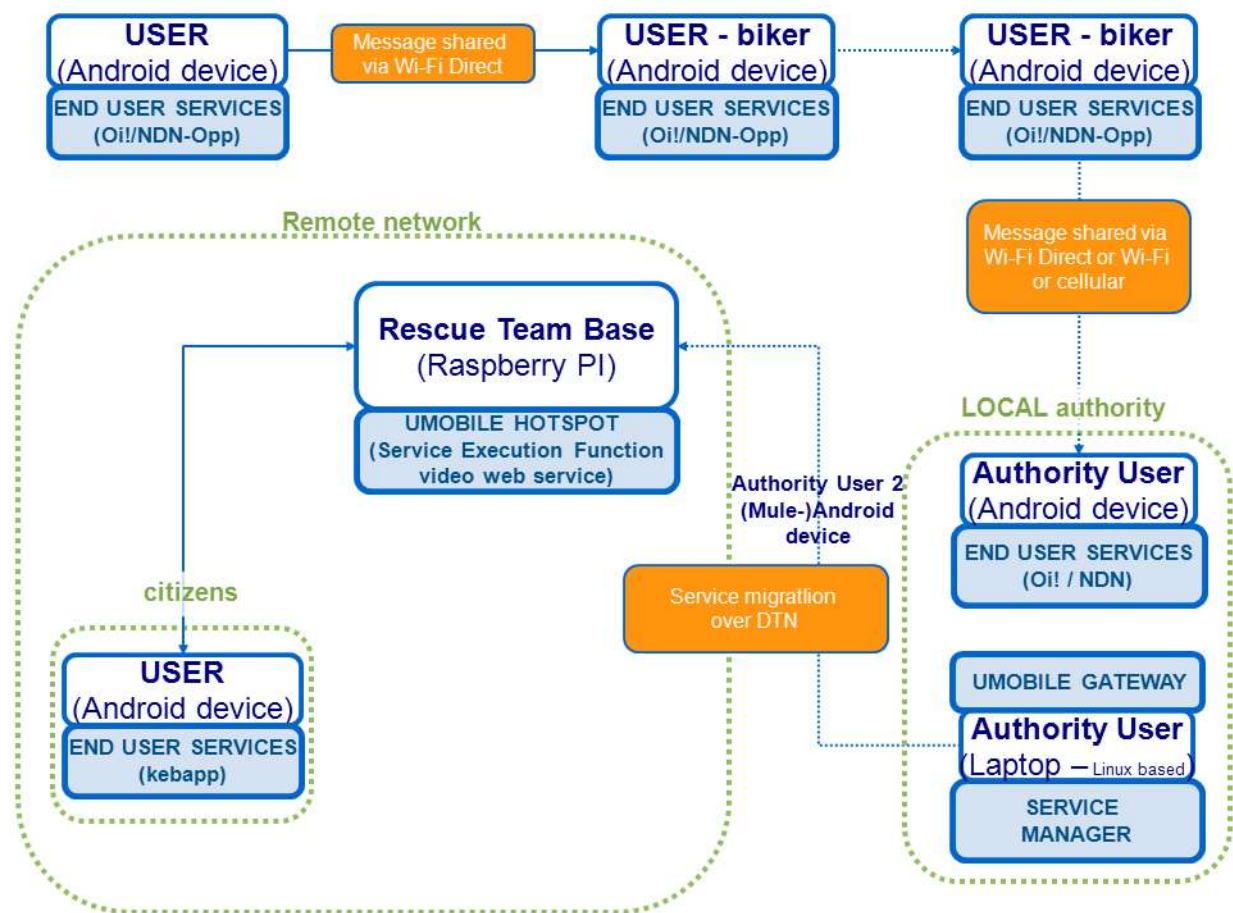 USER
(Android device)
END USER SERVICES
(Oi!/NDN-Opp)
Message shared
via Wi-Fi Direct
USER - biker
(Android device)
END USER SERVICES
(Oi!/NDN-Opp)
USER - biker
(Android device)
END USER SERVICES
(Oi!/NDN-Opp)
Message shared via
Wi-Fi Direct or Wi-Fi
or cellular
Remote network
Rescue Team Base
(Raspberry PI)
UMOBILE HOTSPOT
(Service Execution Function
video web service)
citizens
USER
(Android device)
END USER SERVICES
(kebapp)
Authority User 2
(Mule-)Android
device
Service migratlion
over DTN
LOCAL authority
Authority User
(Android device)
END USER SERVICES
(Oi! / NDN)
UMOBILE GATEWAY
Authority User
(Laptop – Linux based)
SERVICE
MANAGER